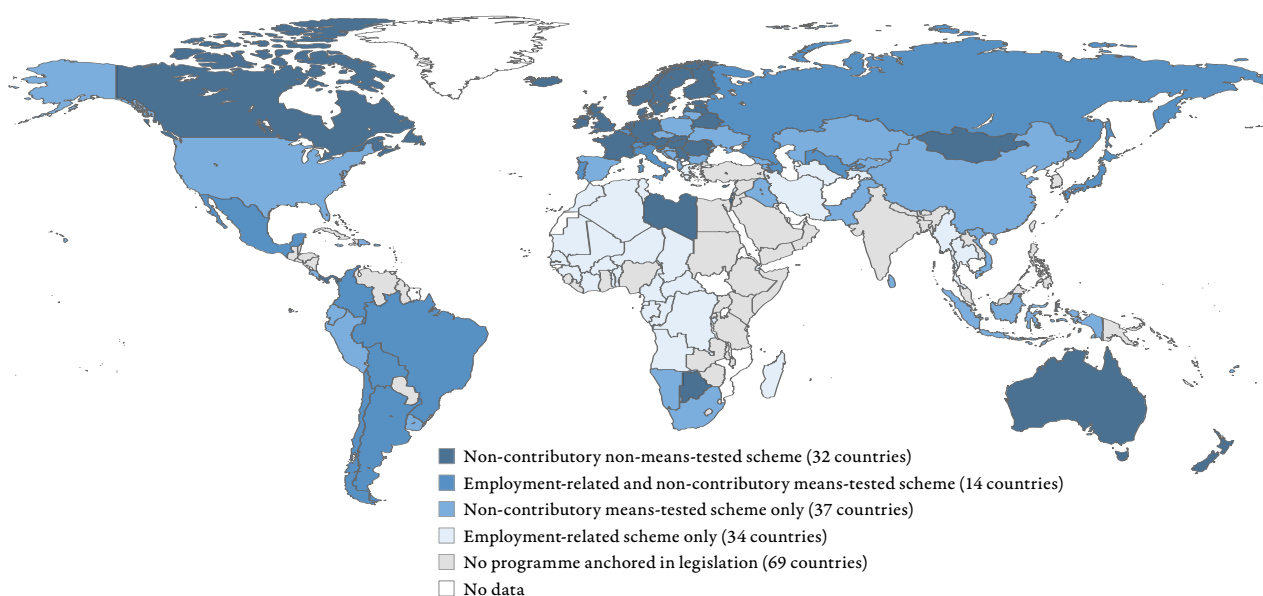 Non-contributory non-means-tested scheme (32 countries)
Employment-related and non-contributory means-tested scheme (14 countries)
Non-contributory means-tested scheme only (37 countries)
Employment-related scheme only (34 countries)
No programme anchored in legislation (69 countries)
No data